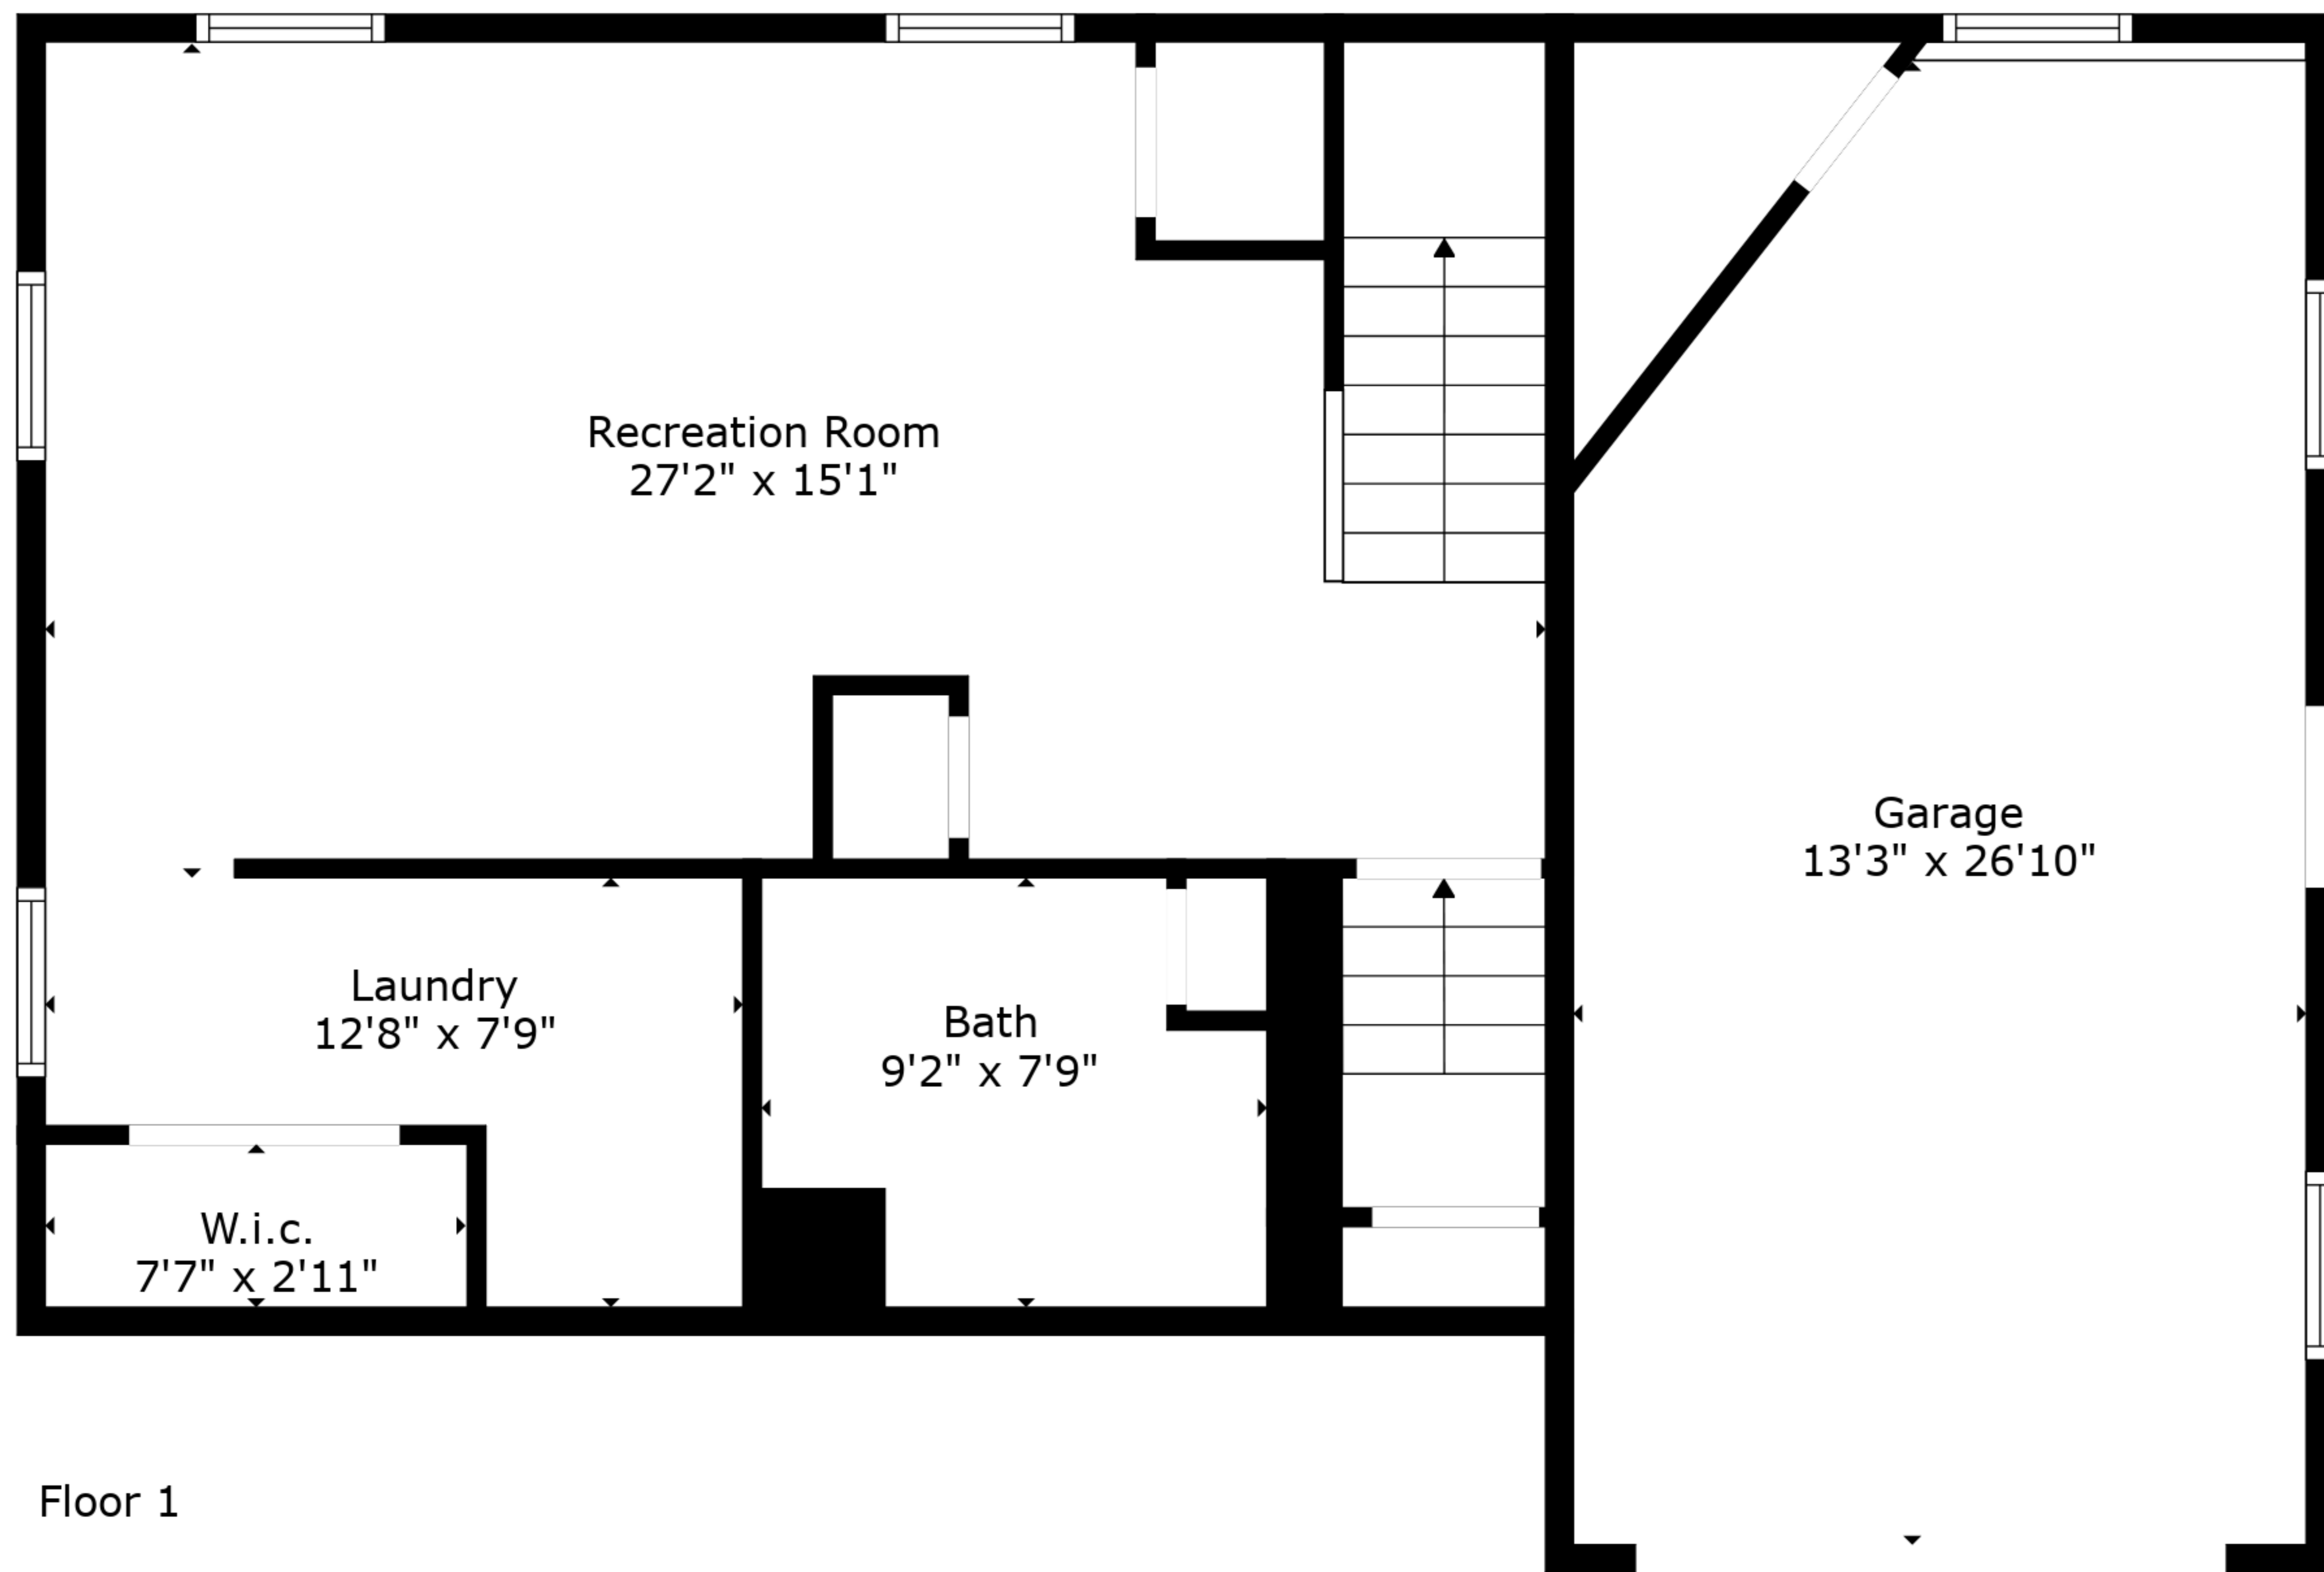 Recreation Room
27'2" x 15'1"
Garage
13'3" x 26'10"
Laundry
12'8" x 7'9"
Bath
9'2" x 7'9"
W.i.c.
7'7" x 2'11"
Floor 1